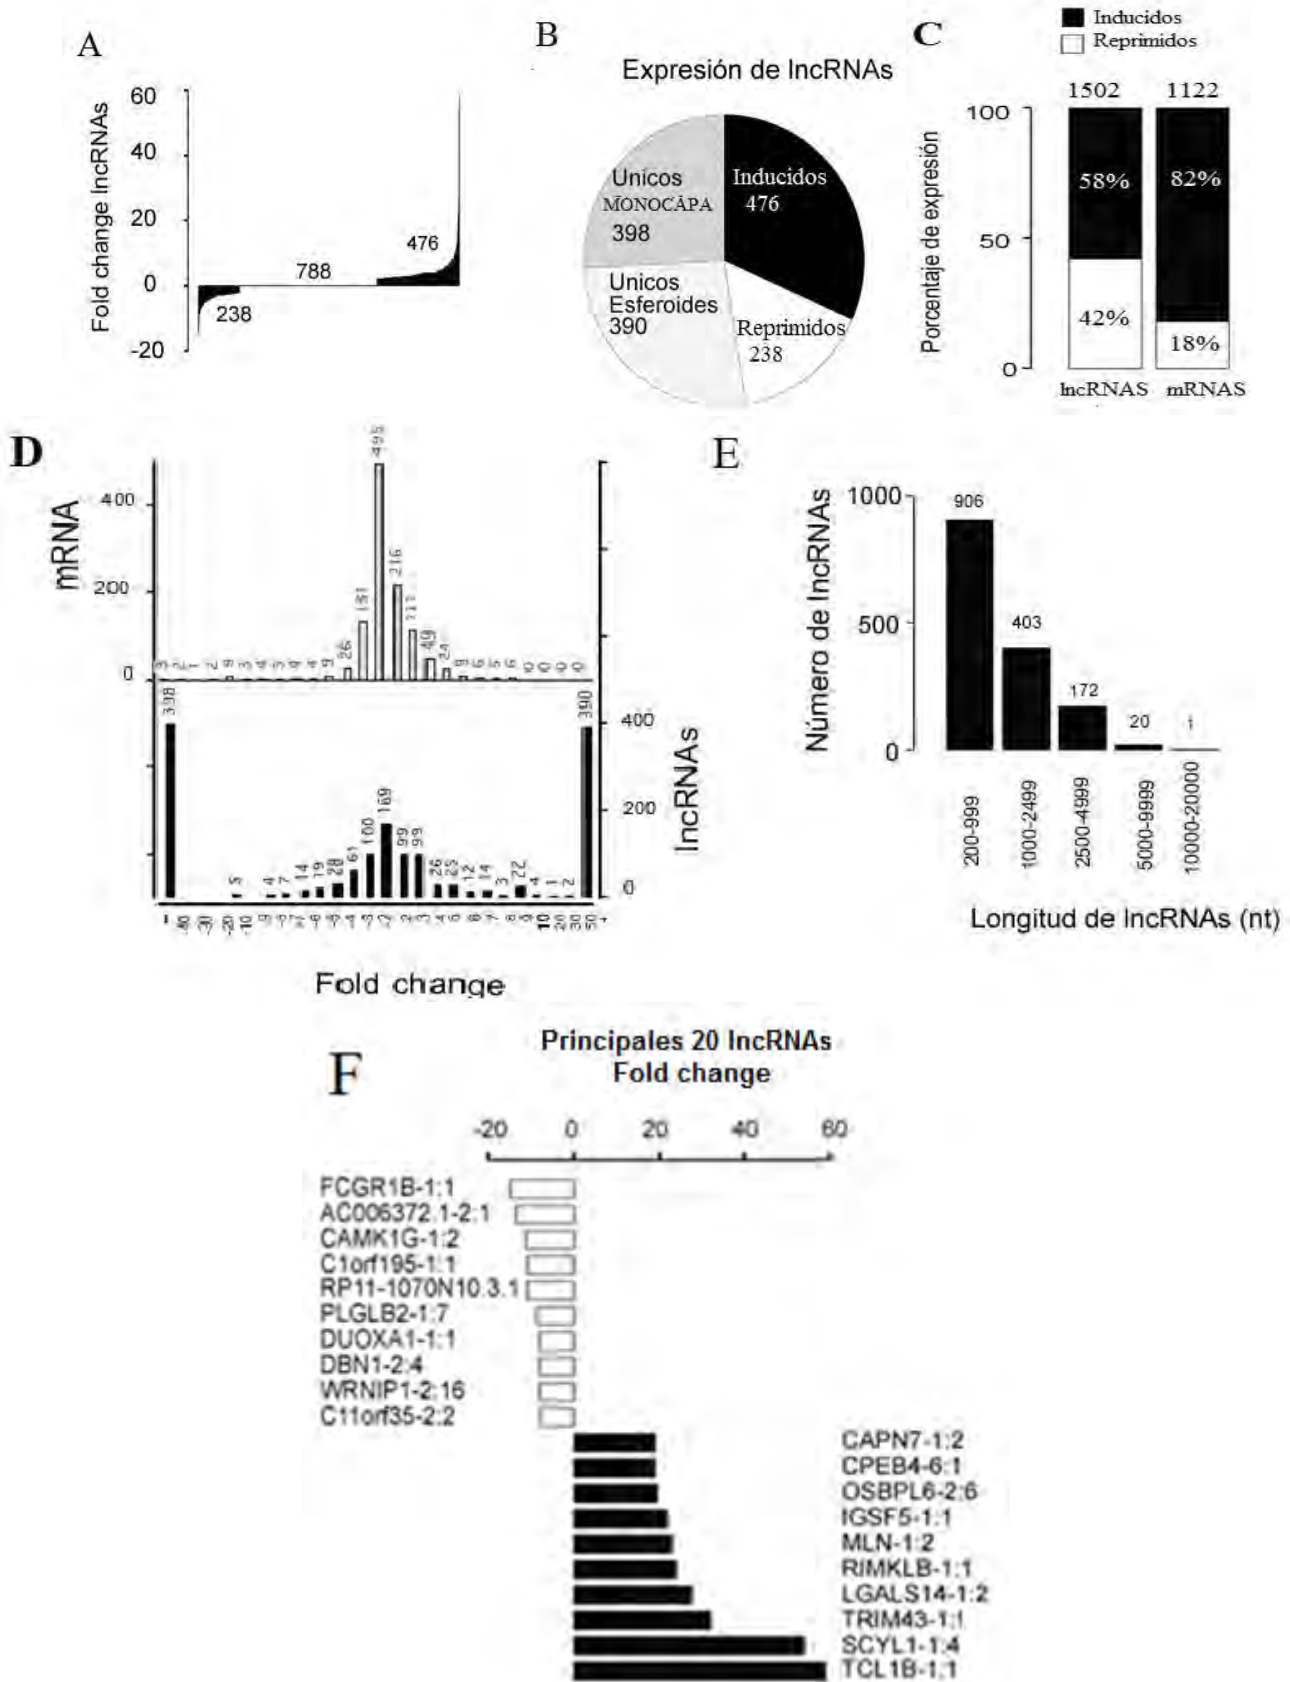 A
Fold change lncRNAs
60
40
20
0
-20
238
788
476
B
Expresión de lncRNAs
Unicos
MONOCAPA
398
Inducidos
476
Unicos
Esferoides
390
Reprimidos
238
C
Inducidos
Reprimidos
1502
1122
Porcentaje de expresión
100
50
0
58%
82%
42%
18%
lncRNAS
mRNAS
D
mRNA
400
200
0
495
216
49
26
24
lncRNAs
400
200
0
398
5
4
7
14
19
28
61
100
169
99
99
26
25
12
14
3
22
4
1
2
390
Fold change
E
Número de lncRNAs
1000
500
0
906
403
172
20
1
200-999
1000-2499
2500-4999
5000-9999
10000-20000
Longitud de lncRNAs (nt)
F
Principales 20 lncRNAs
Fold change
-20
0
20
40
60
FCGR1B-1:1
AC006372.1-2:1
CAMK1G-1:2
C1orf195-1:1
RP11-1070N10.3.1
PLGLB2-1:7
DUOXA1-1:1
DBN1-2:4
WRNIP1-2:16
C11orf35-2:2
CAPN7-1:2
CPEB4-6:1
OSBPL6-2:6
IGSF5-1:1
MLN-1:2
RIMKLB-1:1
LGALS14-1:2
TRIM43-1:1
SCYL1-1:4
TCL1B-1:1